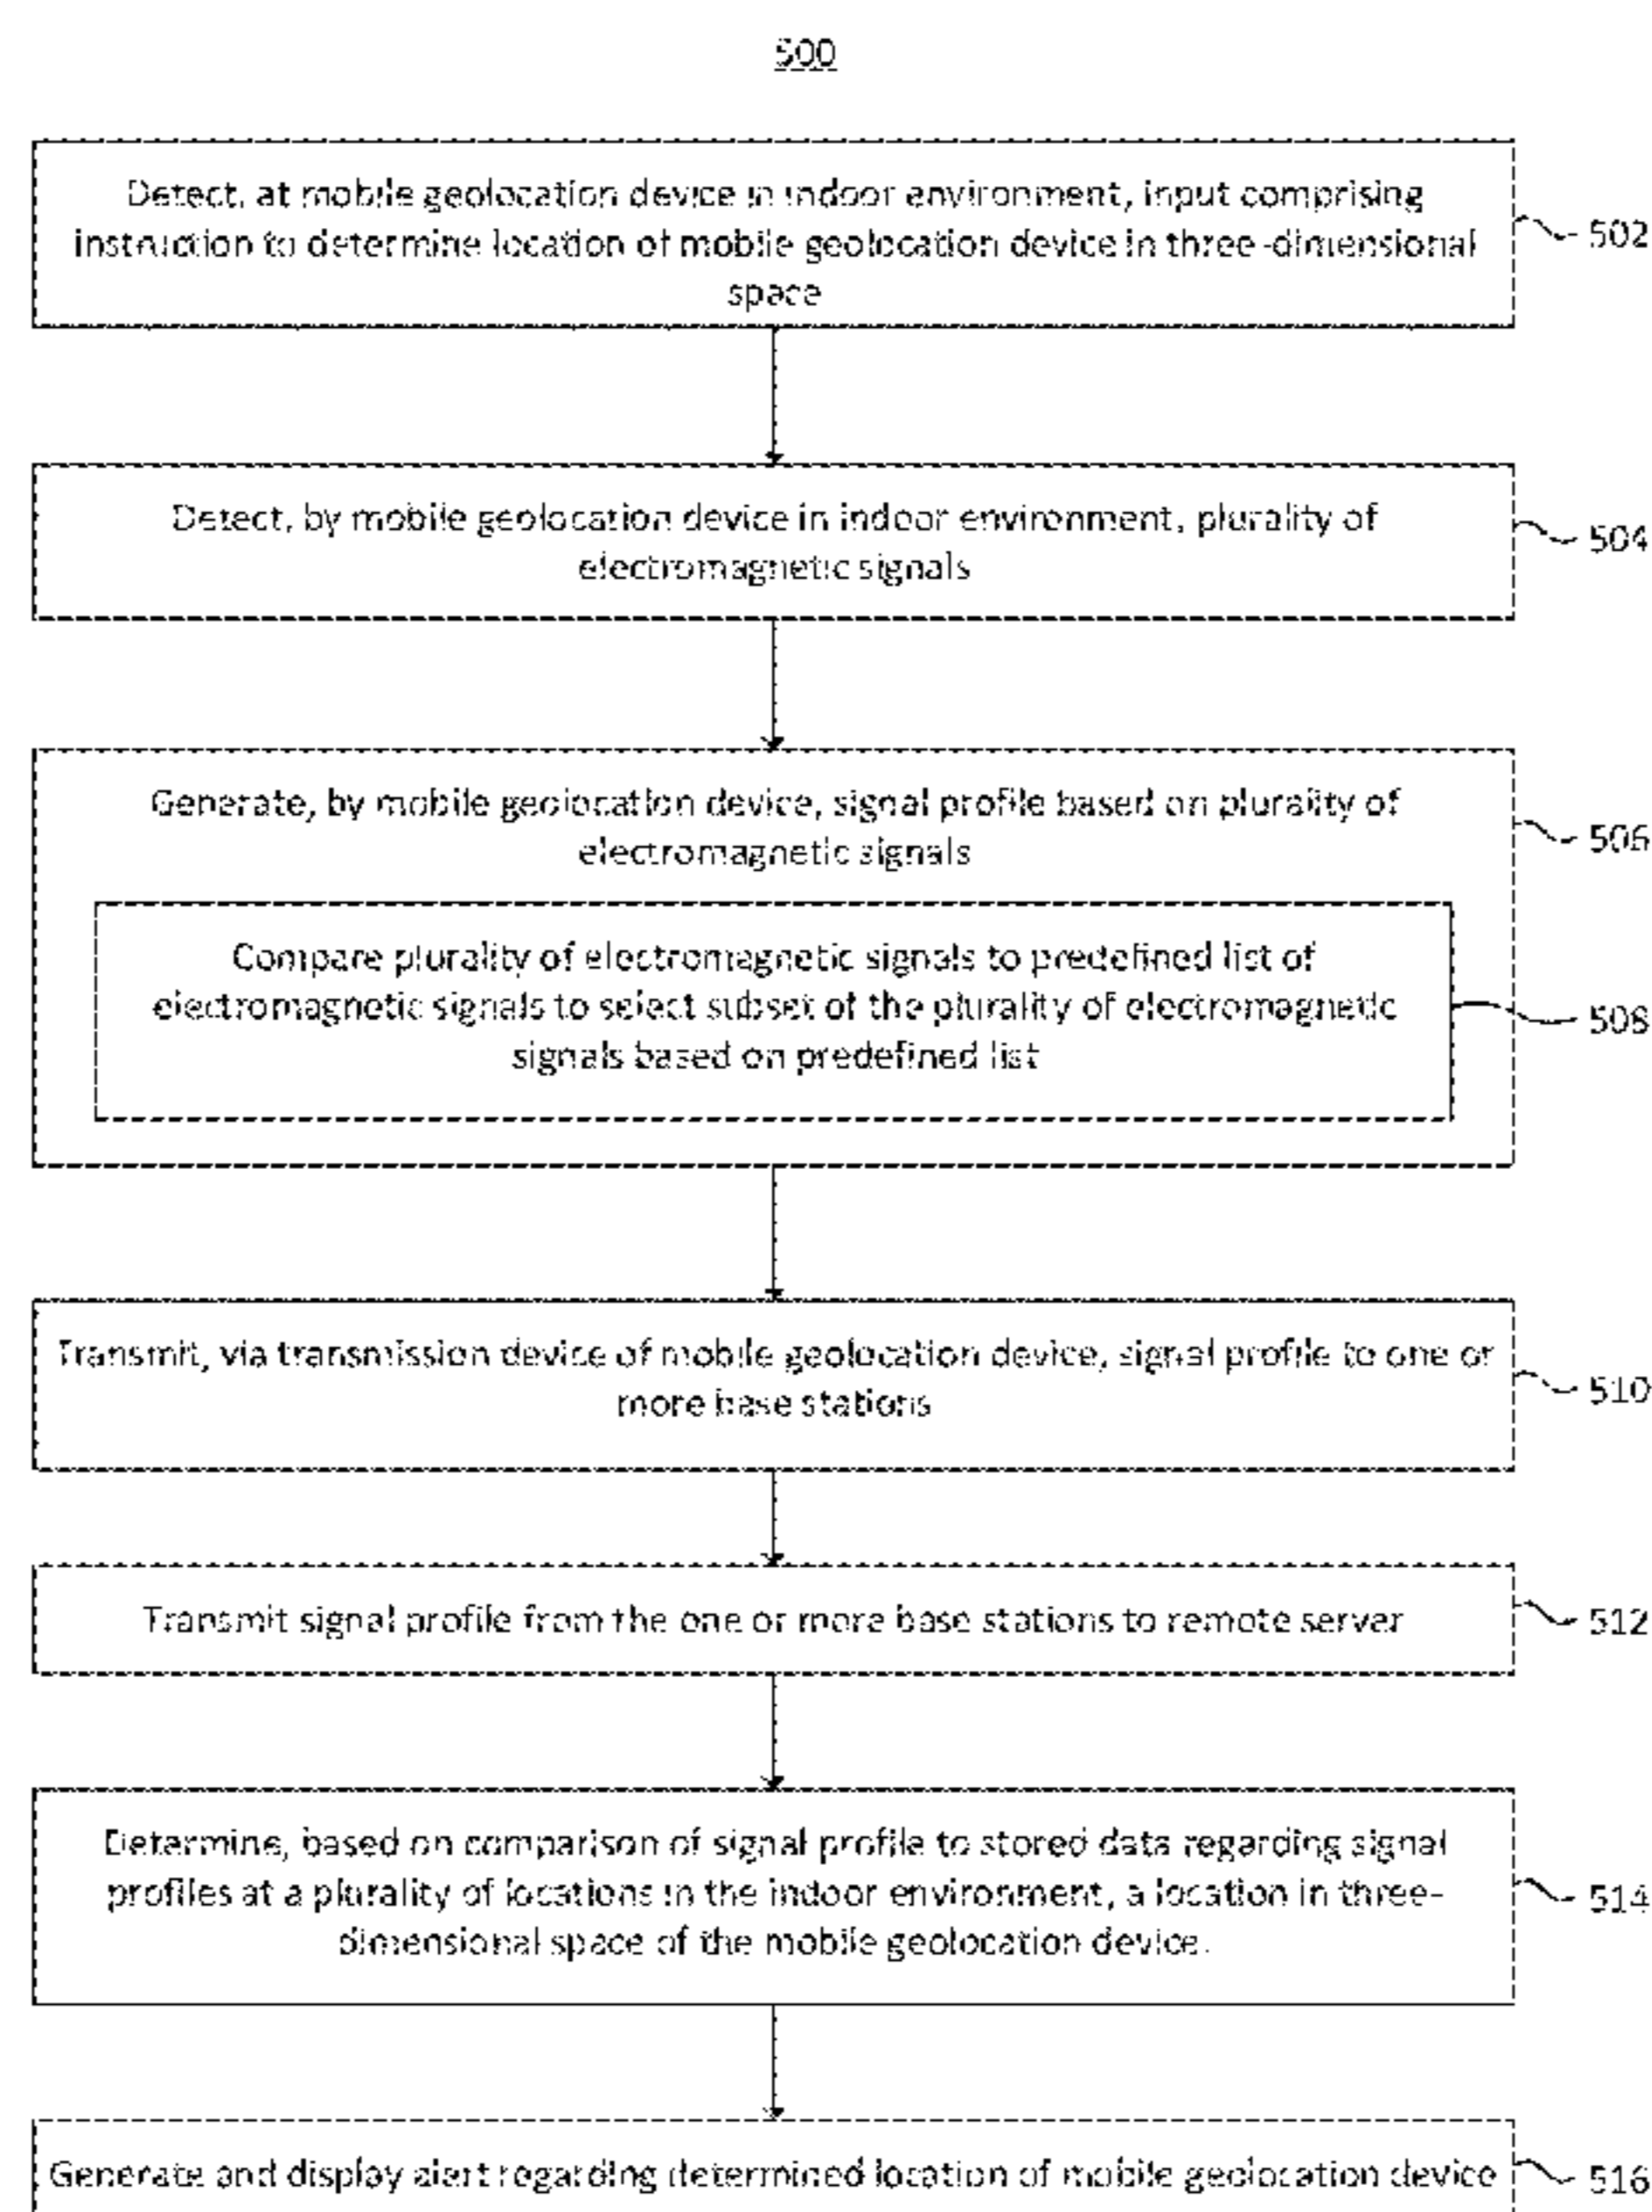 500
Detect, at mobile geolocation device in indoor environment, input comprising
instruction to determine location of mobile geolocation device in three-dimensional
space
502
Detect, by mobile geolocation device in indoor environment, plurality of
electromagnetic signals
504
Generate, by mobile geolocation device, signal profile based on plurality of
electromagnetic signals
506
Compare plurality of electromagnetic signals to predefined list of
electromagnetic signals to select subset of the plurality of electromagnetic
signals based on predefined list
508
Transmit, via transmission device of mobile geolocation device, signal profile to one or
more base stations
510
Transmit signal profile from the one or more base stations to remote server
512
Determine, based on comparison of signal profile to stored data regarding signal
profiles at a plurality of locations in the indoor environment, a location in three-
dimensional space of the mobile geolocation device.
514
Generate and display alert regarding determined location of mobile geolocation device
516